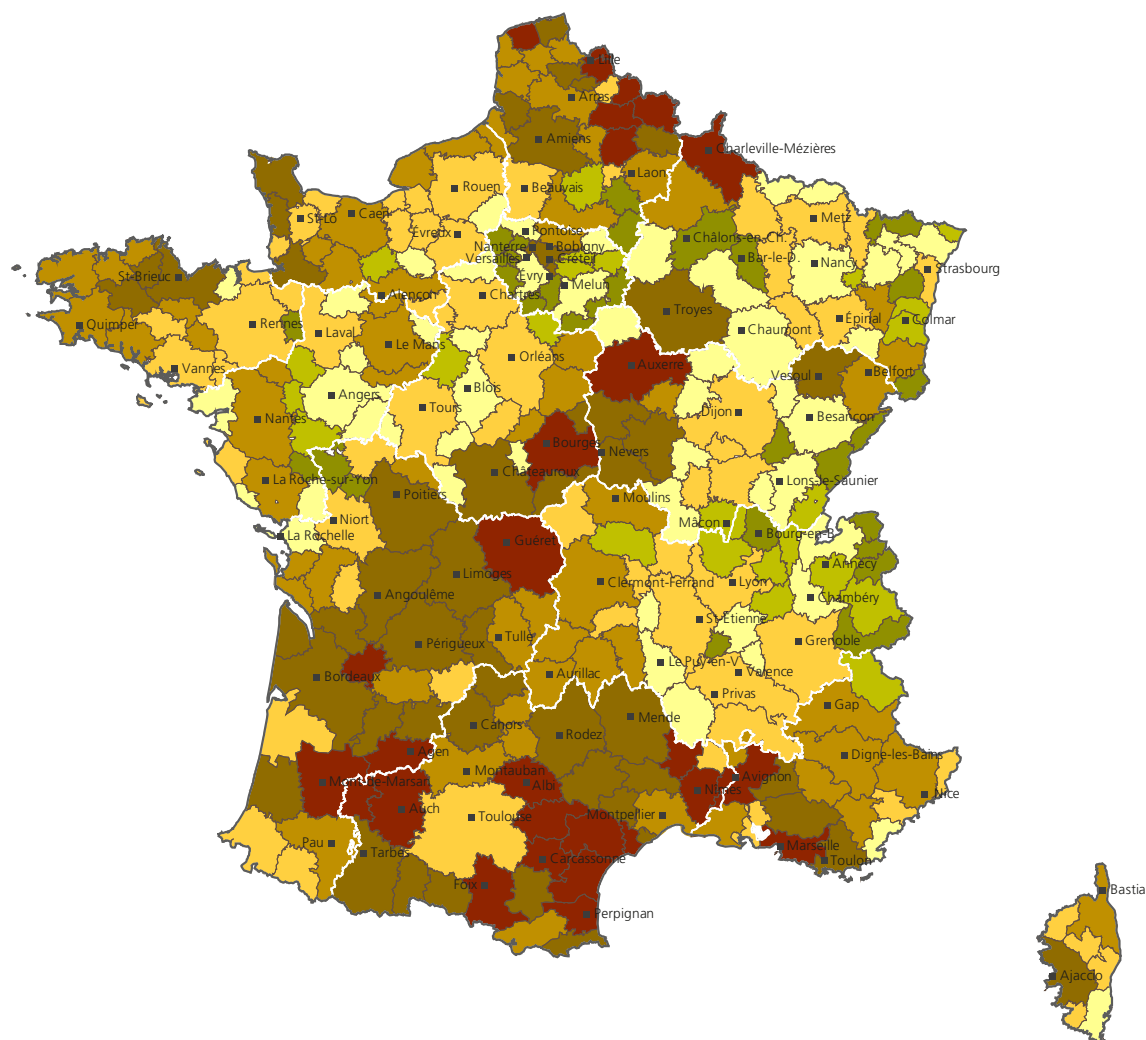 Lille
Arras
Amiens
Charleville-Mézières
Laon
Rouen
Beauvais
Caen
St-Lô
Metz
Évreux
Pontoise
Châlons-en-Ch.
Nanterre
Bobigny
Versailles
Créteil
Bar-le-D.
Nancy
Strasbourg
St-Brieuc
Évry
Melun
Alençon
Chartres
Troyes
Épinal
Colmar
Quimper
Rennes
Laval
Chaumont
Le Mans
Orléans
Vannes
Auxerre
Vesoul
Belfort
Angers
Blois
Tours
Dijon
Nantes
Besançon
Bourges
Nevers
Châteauroux
La Roche-sur-Yon
Lons-le-Saunier
Poitiers
Moulins
Niort
Mâcon
La Rochelle
Bourg-en-B.
Guéret
Annecy
Limoges
Clermont-Ferrand
Lyon
Angoulême
Chambéry
St-Etienne
Tulle
Périgueux
Grenoble
Le Puy-en-V
Aurillac
Valence
Bordeaux
Privas
Gap
Mende
Cahors
Rodez
Agen
Digne-les-Bains
Montauban
Avignon
Mont-de-Marsan
Albi
Nîmes
Nice
Auch
Toulouse
Montpellier
Pau
Tarbes
Marseille
Carcassonne
Toulon
Foix
Bastia
Perpignan
Ajaccio